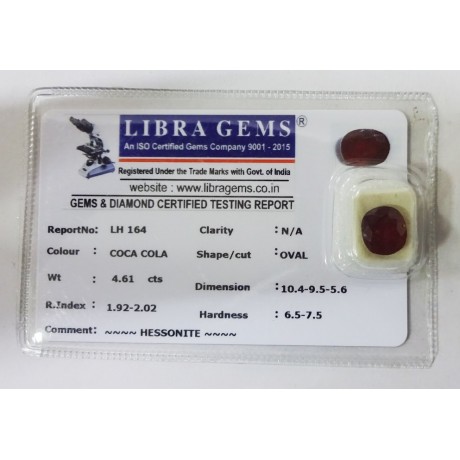 LIBRA GEMS®
An ISO Certified Gems Company 9001 - 2015
Registered Under the Trade Marks with Govt. of India
website : www.libragems.co.in
GEMS & DIAMOND CERTIFIED TESTING REPORT
ReportNo: LH 164 Clarity : N/A
Colour : COCA COLA Shape/cut : OVAL
Wt : 4.61 cts Dimension : 10.4-9.5-5.6
R.Index : 1.92-2.02 Hardness : 6.5-7.5
Comment: ~~~~ HESSONITE ~~~~